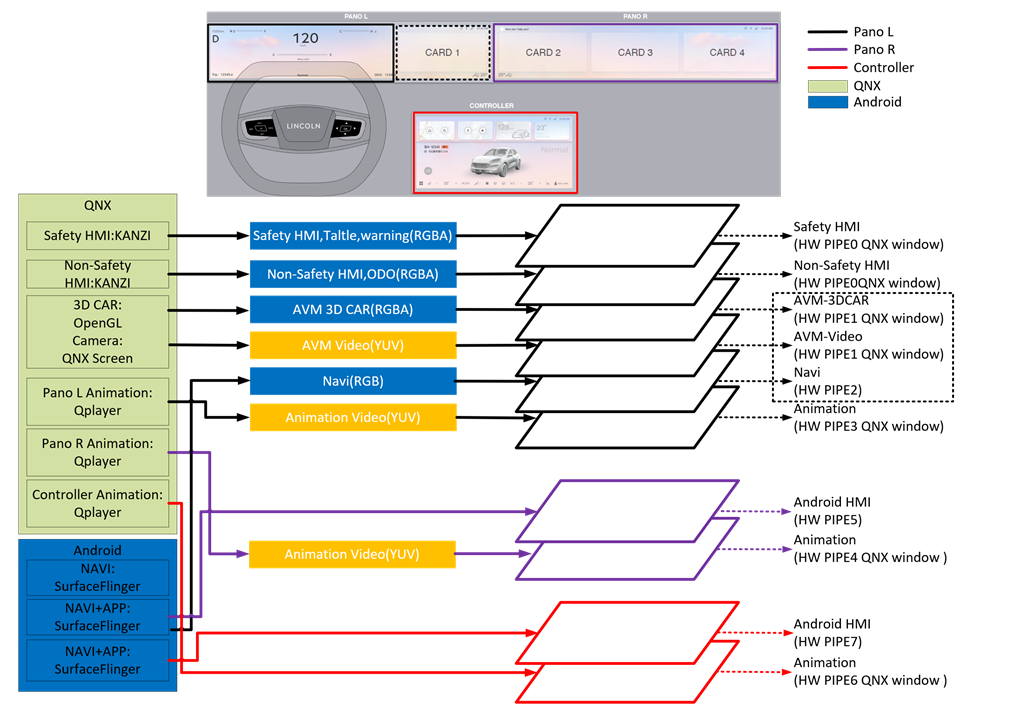 PANO L
PANO R
D
120
CARD 1
CARD 2
CARD 3
CARD 4
LINCOLN
CONTROLLER
Normal
Pano L
Pano R
Controller
QNX
Android
QNX
Safety HMI:KANZI
Non-Safety
HMI:KANZI
3D CAR:
OpenGL
Camera:
QNX Screen
Pano L Animation:
Qplayer
Pano R Animation:
Qplayer
Controller Animation:
Qplayer
Android
NAVI:
SurfaceFlinger
NAVI+APP:
SurfaceFlinger
NAVI+APP:
SurfaceFlinger
Safety HMI,Taltle,warning(RGBA)
Non-Safety HMI,ODO(RGBA)
AVM 3D CAR(RGBA)
AVM Video(YUV)
Navi(RGB)
Animation Video(YUV)
Animation Video(YUV)
Safety HMI
(HW PIPE0 QNX window)
Non-Safety HMI
(HW PIPE0QNX window)
AVM-3DCAR
(HW PIPE1 QNX window)
AVM-Video
(HW PIPE1 QNX window)
Navi
(HW PIPE2)
Animation
(HW PIPE3 QNX window)
Android HMI
(HW PIPE5)
Animation
(HW PIPE4 QNX window )
Android HMI
(HW PIPE7)
Animation
(HW PIPE6 QNX window )